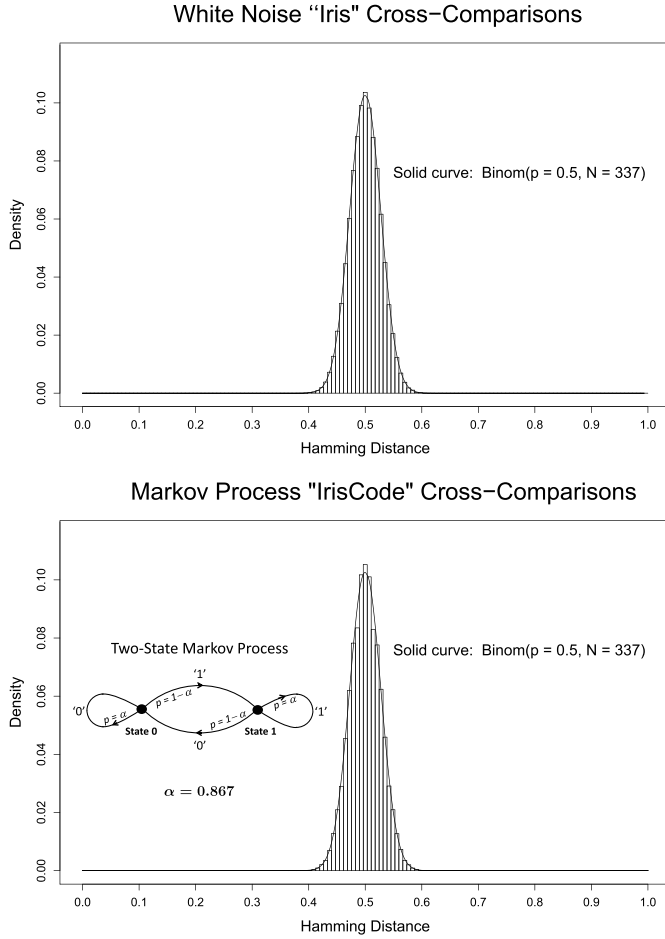 White Noise ‘‘Iris" Cross−Comparisons
Density
0.00
0.02
0.04
0.06
0.08
0.10
Solid curve: Binom(p = 0.5, N = 337)
0.0 0.1 0.2 0.3 0.4 0.5 0.6 0.7 0.8 0.9 1.0
Hamming Distance
Markov Process "IrisCode" Cross−Comparisons
Density
0.00
0.02
0.04
0.06
0.08
0.10
Solid curve: Binom(p = 0.5, N = 337)
Two-State Markov Process
‘1’
‘0’
p = α
p = 1−α
p = 1−α
p = α
‘1’
State 0
State 1
‘0’
α = 0.867
0.0 0.1 0.2 0.3 0.4 0.5 0.6 0.7 0.8 0.9 1.0
Hamming Distance